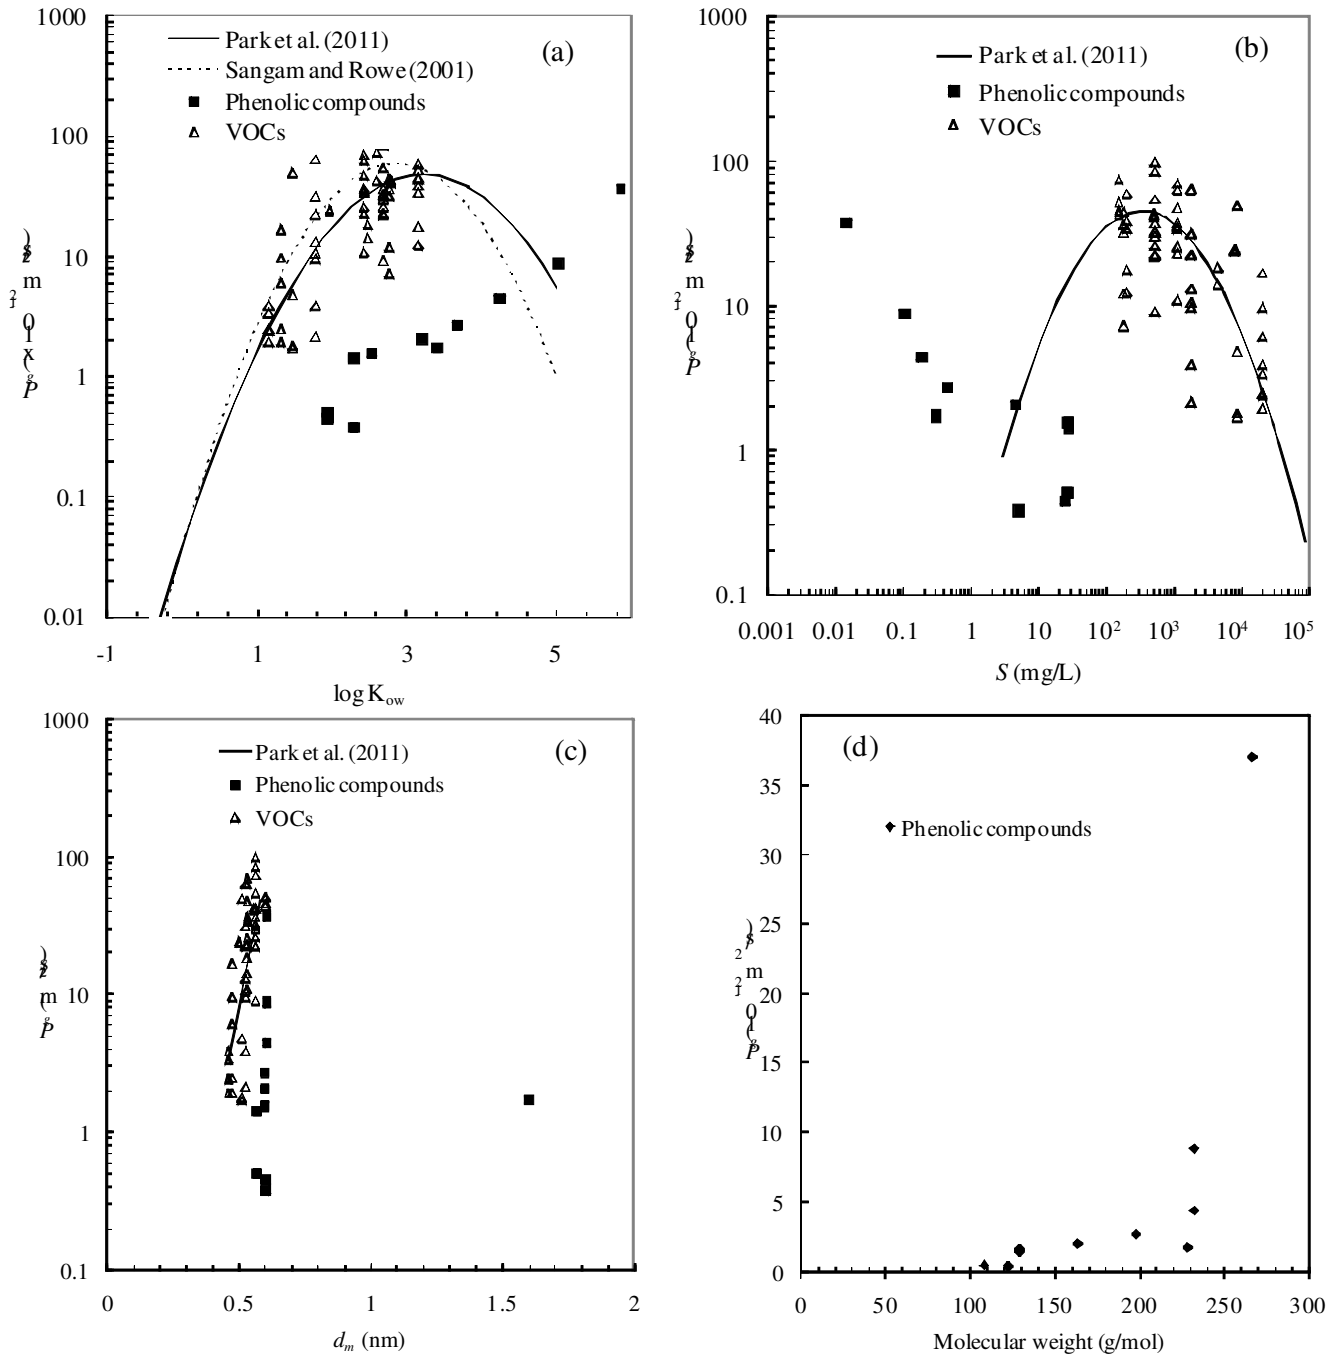 1000
100
10
1
0.1
0.01
Park et al. (2011)
Sangam and Rowe (2001)
Phenolic compounds
VOCs
(a)
-1 1 3 5
log Kow
1000
100
10
1
0.1
Park et al. (2011)
Phenolic compounds
VOCs
(b)
0.001 0.01 0.1 1 10 10² 10³ 10⁴ 10⁵
S (mg/L)
1000
100
10
1
0.1
Park et al. (2011)
Phenolic compounds
VOCs
(c)
0 0.5 1 1.5 2
dm (nm)
40
35
30
25
20
15
10
5
0
(d)
Phenolic compounds
0 50 100 150 200 250 300
Molecular weight (g/mol)